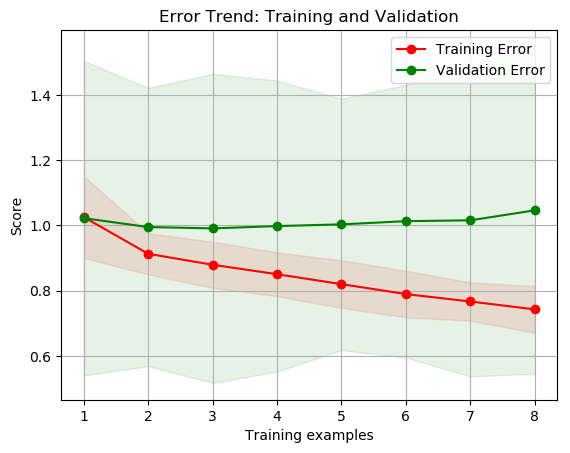 Error Trend: Training and Validation
Training Error
Validation Error
Score
1.4
1.2
1.0
0.8
0.6
1 2 3 4 5 6 7 8
Training examples